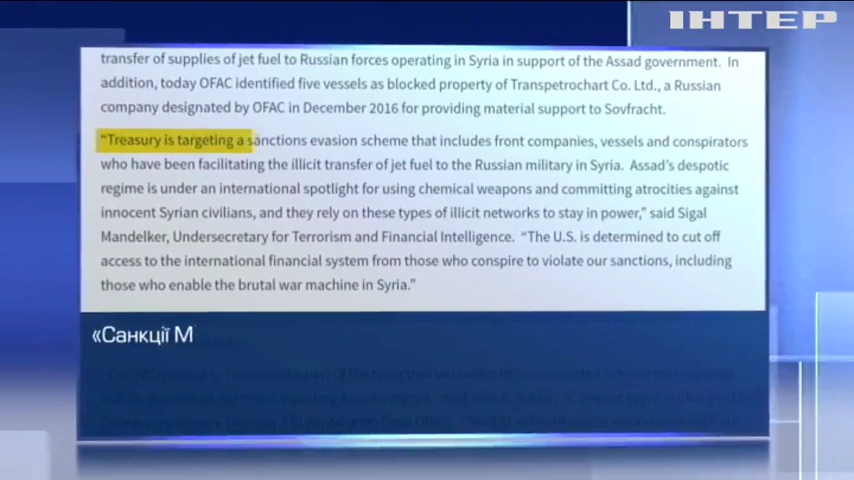 ІНТЕР
transfer of supplies of jet fuel to Russian forces operating in Syria in support of the Assad government. In
addition, today OFAC identified five vessels as blocked property of Transpetrochart Co. Ltd., a Russian
company designated by OFAC in December 2016 for providing material support to Sovfracht.
“Treasury is targeting a sanctions evasion scheme that includes front companies, vessels and conspirators
who have been facilitating the illicit transfer of jet fuel to the Russian military in Syria. Assad’s despotic
regime is under an international spotlight for using chemical weapons and committing atrocities against
innocent Syrian civilians, and they rely on these types of illicit networks to stay in power,” said Sigal
Mandelker, Undersecretary for Terrorism and Financial Intelligence. “The U.S. is determined to cut off
access to the international financial system from those who conspire to violate our sanctions, including
those who enable the brutal war machine in Syria.”
«Санкції М